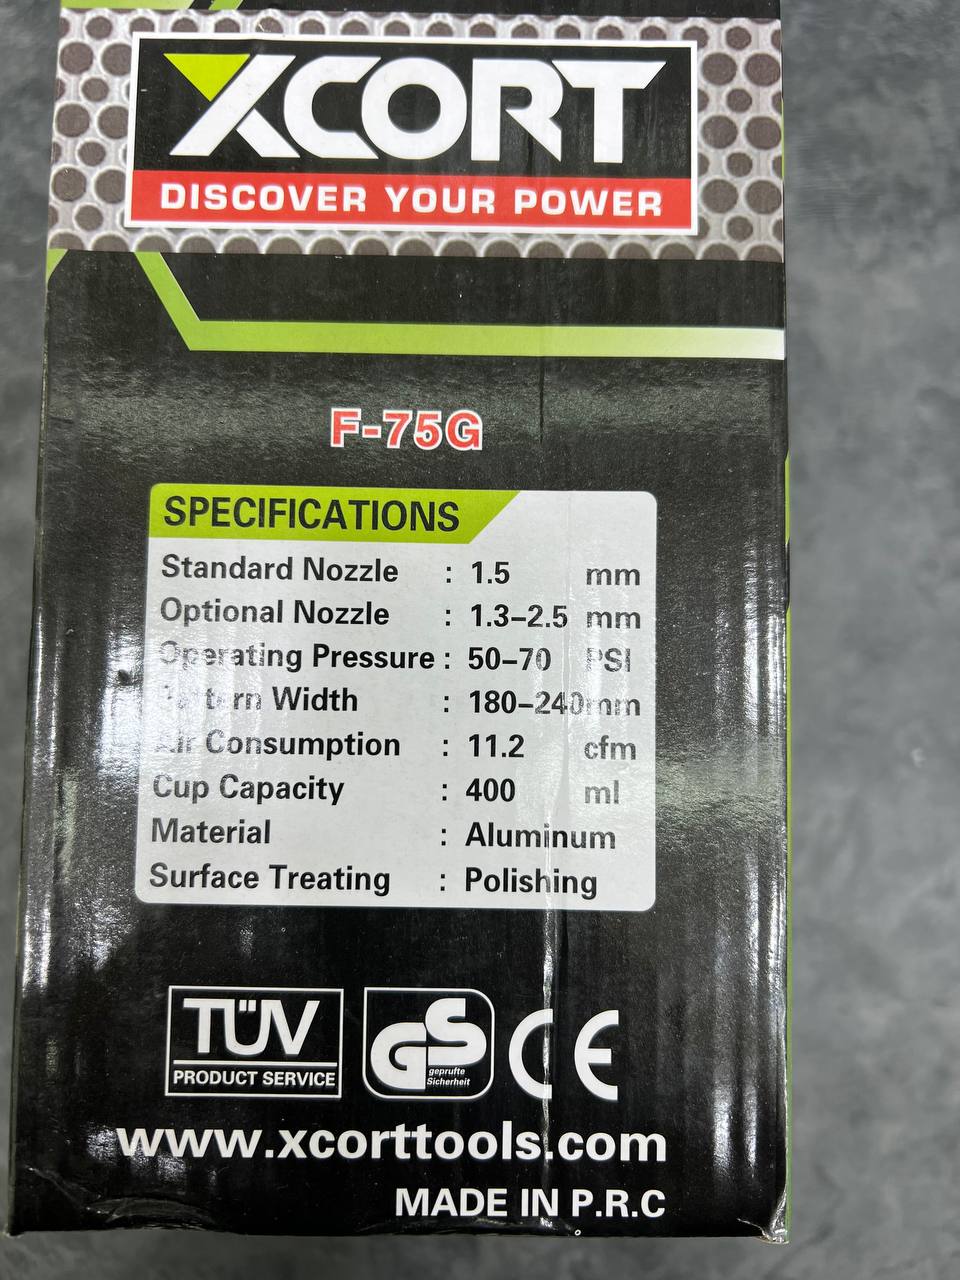 XCORT
DISCOVER YOUR POWER
F-75G
SPECIFICATIONS
Standard Nozzle : 1.5 mm
Optional Nozzle : 1.3–2.5 mm
Operating Pressure : 50–70 PSI
Pattern Width : 180–240mm
Air Consumption : 11.2 cfm
Cup Capacity : 400 ml
Material : Aluminum
Surface Treating : Polishing
TÜV
PRODUCT SERVICE
GS
geprufte
Sicherheit
CE
www.xcorttools.com
MADE IN P.R.C